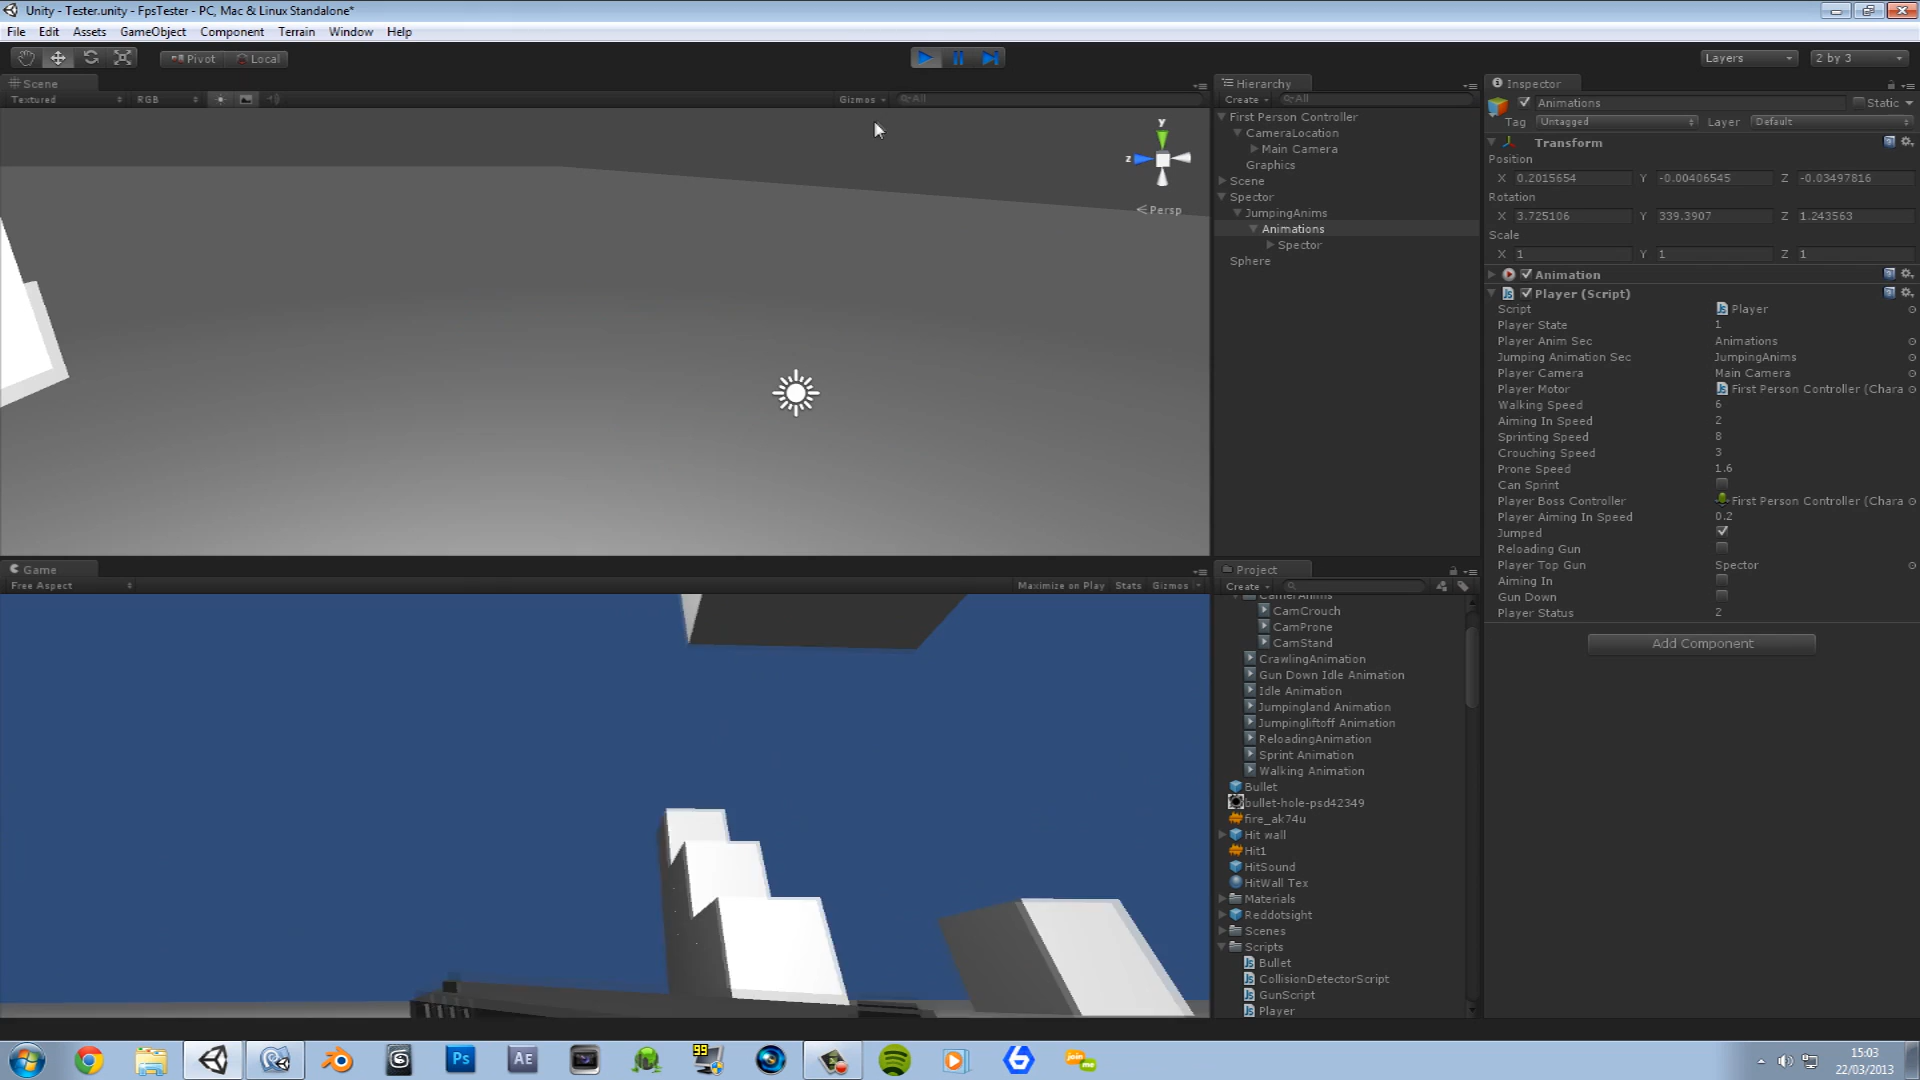 Unity - Tester.unity - FpsTester - PC, Mac & Linux Standalone*
File Edit Assets GameObject Component Terrain Window Help
Pivot Local
Layers 2 by 3
Scene
Textured RGB Gizmos All
y
z
Persp
Game
Free Aspect Maximize on Play Stats Gizmos
Hierarchy
Create All
First Person Controller
CameraLocation
Main Camera
Graphics
Scene
Spector
JumpingAnims
Animations
Spector
Sphere
Project
Create
CamCrouch
CamProne
CamStand
CrawlingAnimation
Gun Down Idle Animation
Idle Animation
Jumpingland Animation
Jumpingliftoff Animation
ReloadingAnimation
Sprint Animation
Walking Animation
Bullet
bullet-hole-psd42349
fire_ak74u
Hit wall
Hit1
HitSound
HitWall Tex
Materials
Reddotsight
Scenes
Scripts
Bullet
CollisionDetectorScript
GunScript
Player
Inspector
Animations Static
Tag Untagged Layer Default
Transform
Position
X 0.2015654 Y -0.00406545 Z -0.03497816
Rotation
X 3.725106 Y 339.3907 Z 1.243563
Scale
X 1 Y 1 Z 1
Animation
Player (Script)
Script Player
Player State 1
Player Anim Sec Animations
Jumping Animation Sec JumpingAnims
Player Camera Main Camera
Player Motor First Person Controller (Chara
Walking Speed 6
Aiming In Speed 2
Sprinting Speed 8
Crouching Speed 3
Prone Speed 1.6
Can Sprint
Player Boss Controller First Person Controller (Chara
Player Aiming In Speed 0.2
Jumped
Reloading Gun
Player Top Gun Spector
Aiming In
Gun Down
Player Status 2
Add Component
Ps AE 99 join.me
15:03
22/03/2013